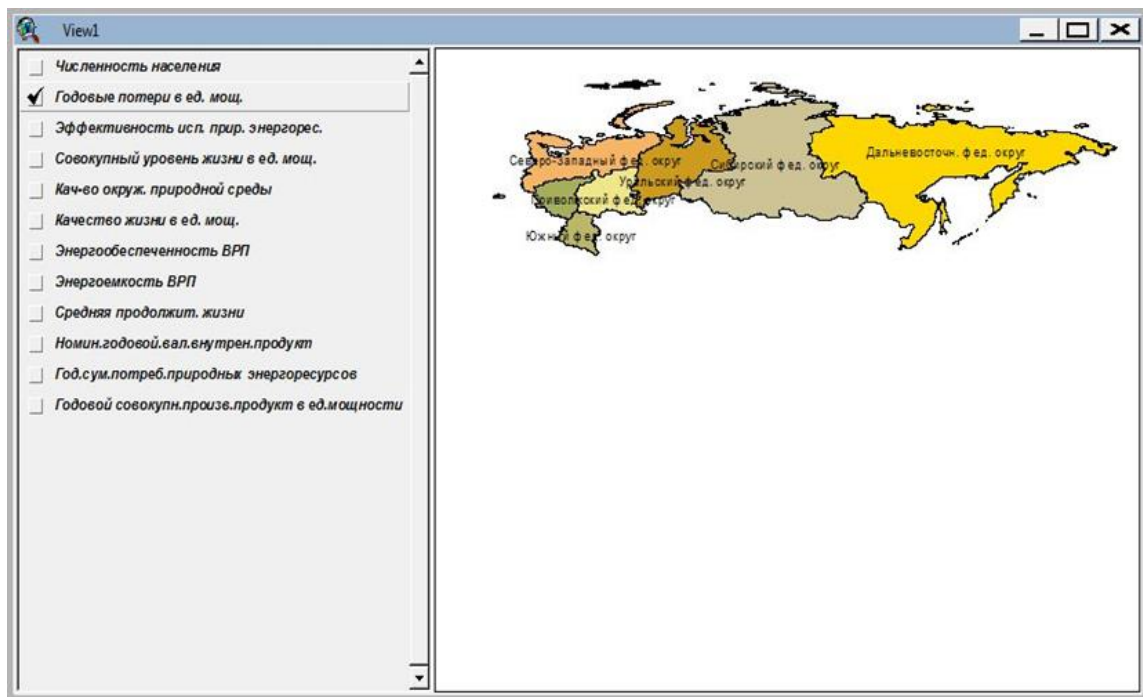 View1
Численность населения
Годовые потери в ед. мощ.
Эффективность исп. прир. энергорес.
Совокупный уровень жизни в ед. мощ.
Кач-во окруж. природной среды
Качество жизни в ед. мощ.
Энергообеспеченность ВРП
Энергоемкость ВРП
Средняя продолжит. жизни
Номин.годовой.вал.внутрен.продукт
Год.сум.потреб.природных энергоресурсов
Годовой совокупн.произв.продукт в ед.мощности
Дальневосточн. фед. округ
Северо-Западный фед. округ
Сибирский фед. округ
Уральский фед. округ
Приволжский фед. округ
Южный фед. округ